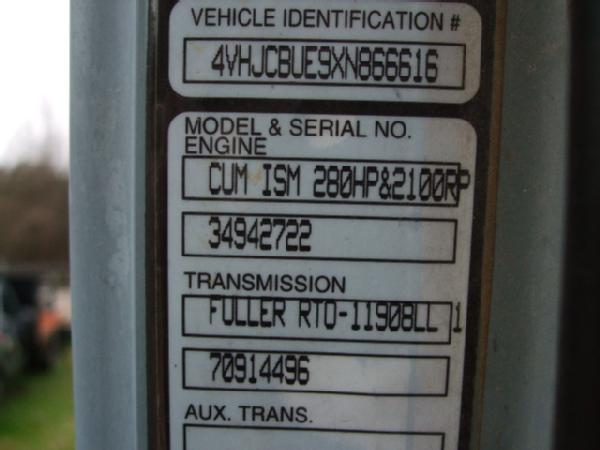 VEHICLE IDENTIFICATION #
4VHJCBUE9XN866616
MODEL & SERIAL NO.
ENGINE
CUM ISM 280HP&2100RP
34942722
TRANSMISSION
FULLER RTO-11908LL 1
70914496
AUX. TRANS.